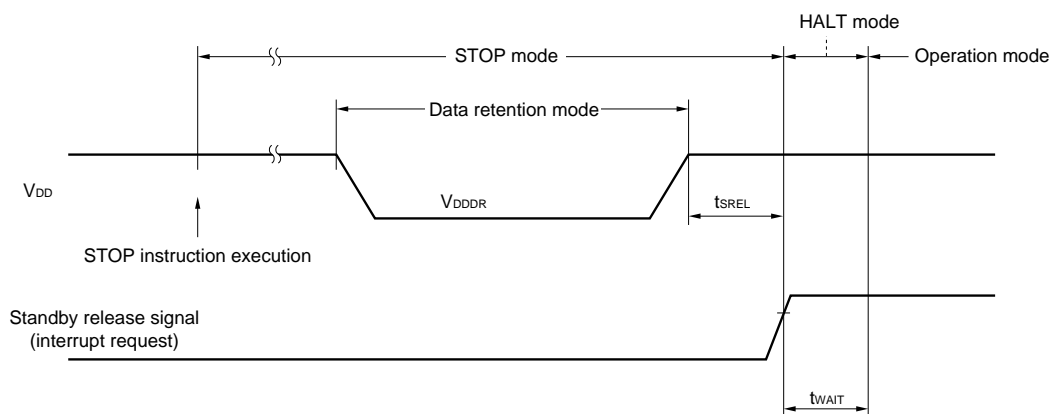 HALT mode
STOP mode
Operation mode
Data retention mode
VDD
VDDDR
tSREL
STOP instruction execution
Standby release signal
(interrupt request)
tWAIT